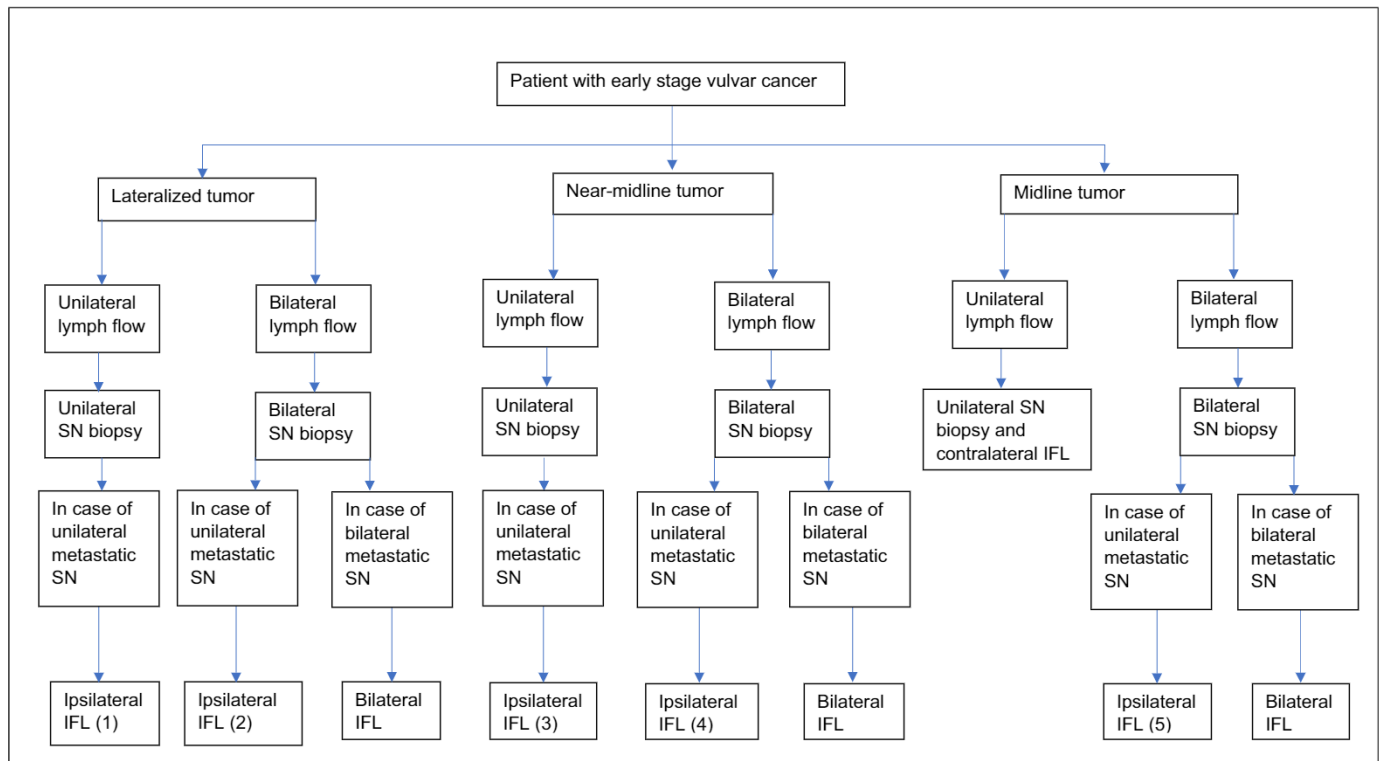 Patient with early stage vulvar cancer
Lateralized tumor
Near-midline tumor
Midline tumor
Unilateral
lymph flow
Bilateral
lymph flow
Unilateral
lymph flow
Bilateral
lymph flow
Unilateral
lymph flow
Bilateral
lymph flow
Unilateral
SN biopsy
Bilateral
SN biopsy
Unilateral
SN biopsy
Bilateral
SN biopsy
Unilateral SN
biopsy and
contralateral IFL
Bilateral
SN biopsy
In case of
unilateral
metastatic
SN
In case of
unilateral
metastatic
SN
In case of
bilateral
metastatic
SN
In case of
unilateral
metastatic
SN
In case of
unilateral
metastatic
SN
In case of
bilateral
metastatic
SN
In case of
unilateral
metastatic
SN
In case of
bilateral
metastatic
SN
Ipsilateral
IFL (1)
Ipsilateral
IFL (2)
Bilateral
IFL
Ipsilateral
IFL (3)
Ipsilateral
IFL (4)
Bilateral
IFL
Ipsilateral
IFL (5)
Bilateral
IFL